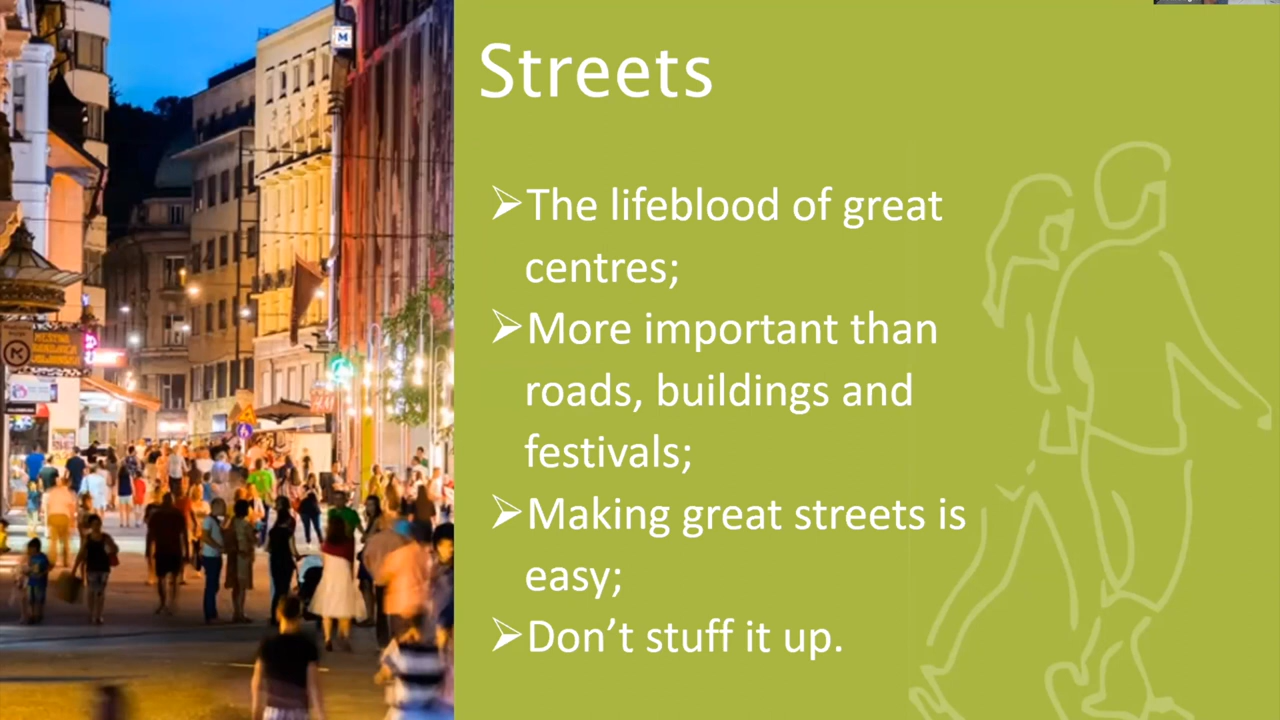 M
Streets
➢The lifeblood of great
centres;
➢More important than
roads, buildings and
festivals;
➢Making great streets is
easy;
➢Don’t stuff it up.